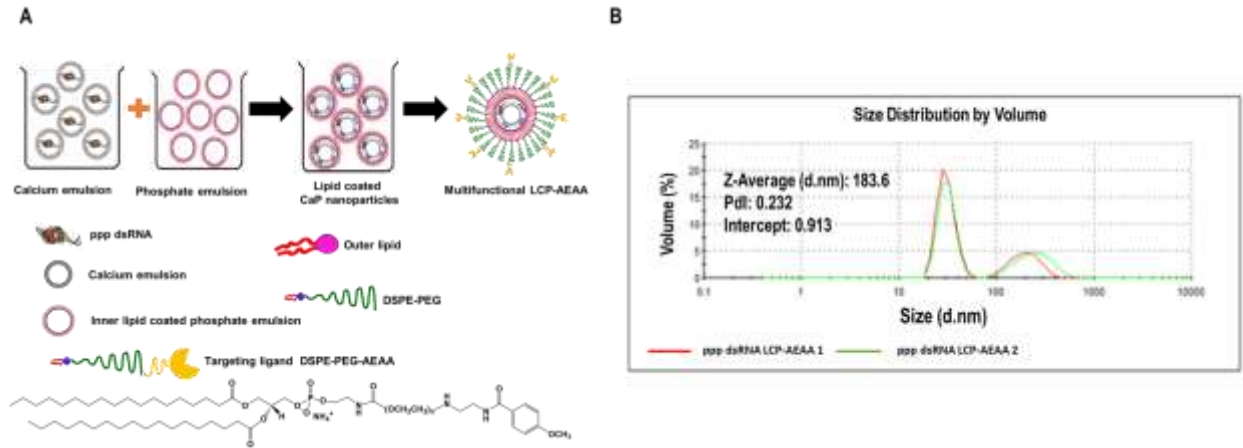 A
Calcium emulsion
Phosphate emulsion
Lipid coated
CaP nanoparticles
Multifunctional LCP-AEAA
ppp dsRNA
Outer lipid
Calcium emulsion
DSPE-PEG
Inner lipid coated phosphate emulsion
Targeting ligand DSPE-PEG-AEAA
O
O
O
O
H
O
P
O
O
NH₄⁺
O
N
H
O
(OCH₂CH₂)
H
N
N
H
O
OCH₃
B
Size Distribution by Volume
Z-Average (d.nm): 183.6
PdI: 0.232
Intercept: 0.913
Volume (%)
25
20
15
10
5
0
0.1
1
10
100
1000
10000
Size (d.nm)
ppp dsRNA LCP-AEAA 1
ppp dsRNA LCP-AEAA 2